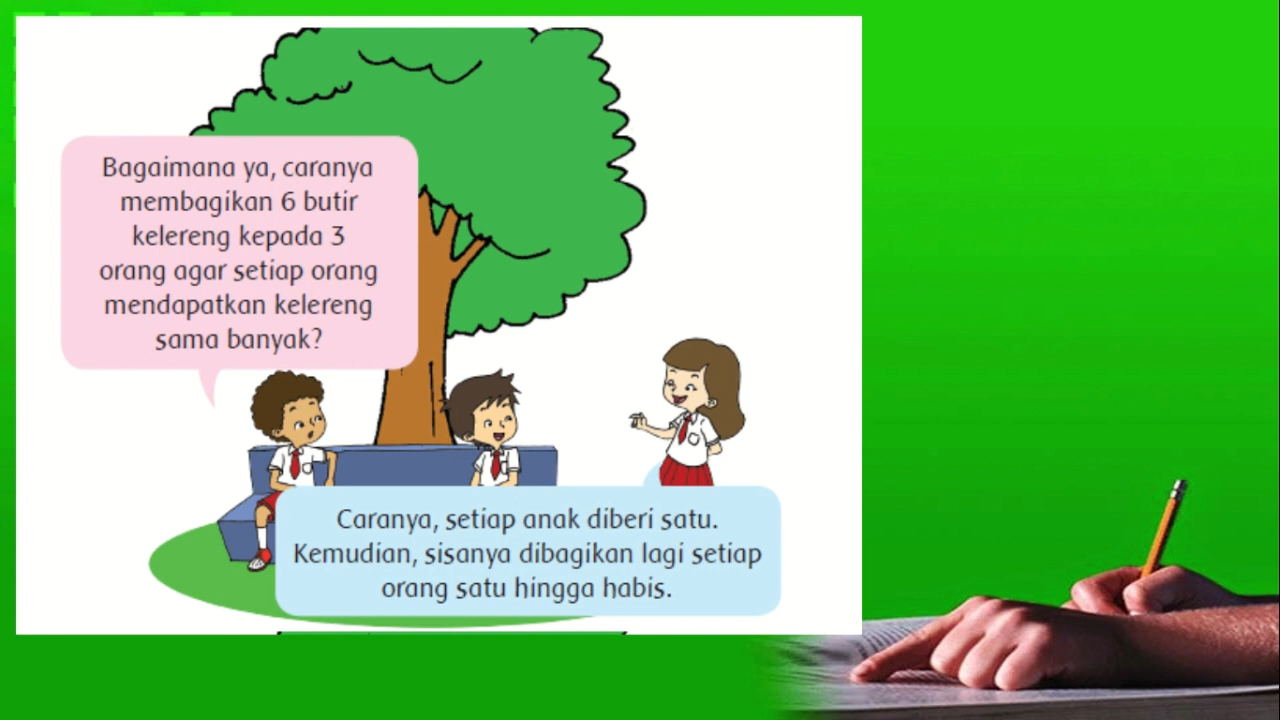 Bagaimana ya, caranya
membagikan 6 butir
kelereng kepada 3
orang agar setiap orang
mendapatkan kelereng
sama banyak?
Caranya, setiap anak diberi satu.
Kemudian, sisanya dibagikan lagi setiap
orang satu hingga habis.